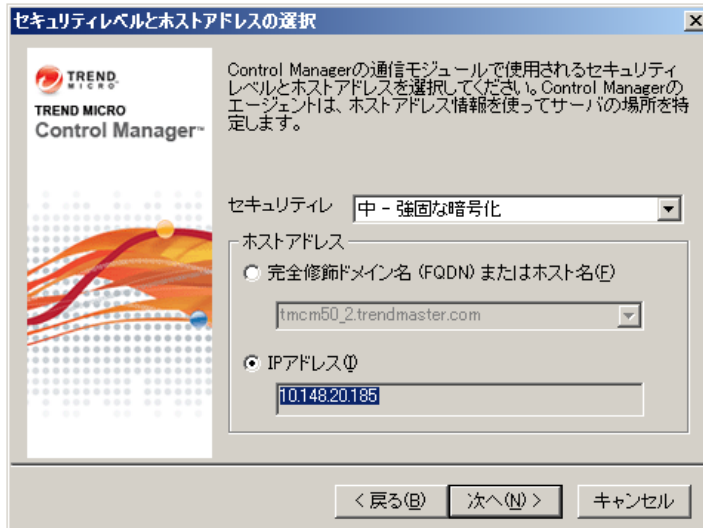 セキュリティレベルとホストアドレスの選択
TREND
MICRO
TREND MICRO
Control Manager™
Control Managerの通信モジュールで使用されるセキュリティ
レベルとホストアドレスを選択してください。Control Managerの
エージェントは、ホストアドレス情報を使ってサーバの場所を特
定します。
セキュリティレ
中 - 強固な暗号化
ホストアドレス
完全修飾ドメイン名 (FQDN) またはホスト名(F)
tmcm50_2.trendmaster.com
IPアドレス(I)
10.148.20.185
< 戻る(B)
次へ(N) >
キャンセル